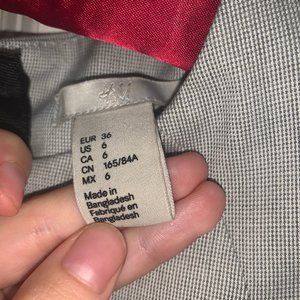 EUR 36
US 6
CA 6
CN 165/84A
MX 6
Made in
Bangladesh
Fabriqué en
Bangladesh